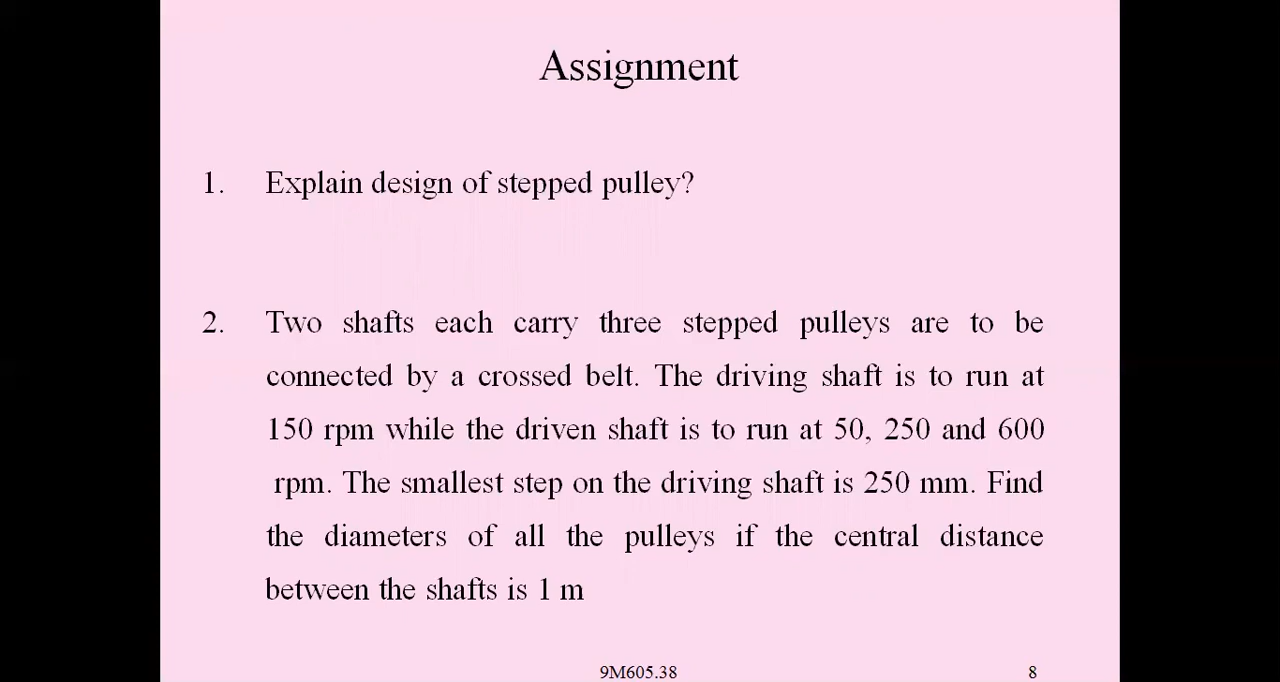 Assignment
1. Explain design of stepped pulley?
2. Two shafts each carry three stepped pulleys are to be
connected by a crossed belt. The driving shaft is to run at
150 rpm while the driven shaft is to run at 50, 250 and 600
rpm. The smallest step on the driving shaft is 250 mm. Find
the diameters of all the pulleys if the central distance
between the shafts is 1 m
9M605.38 8